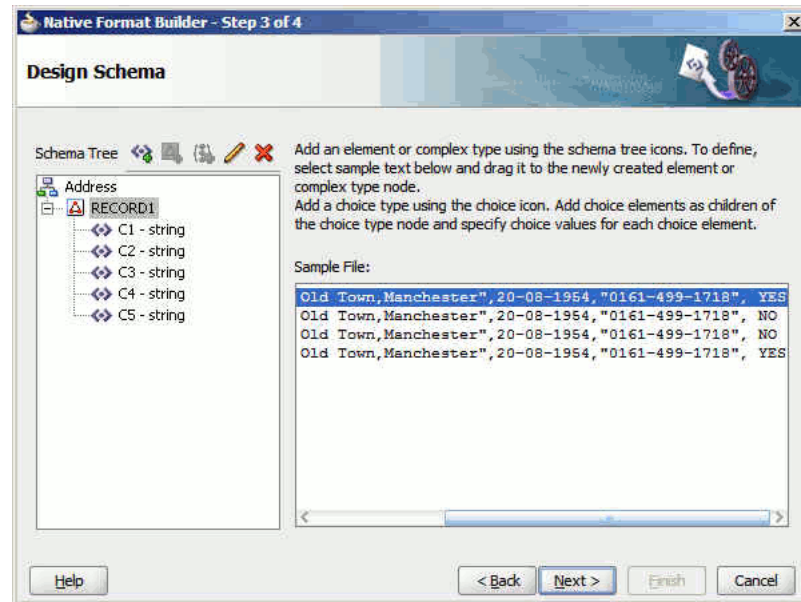 Native Format Builder - Step 3 of 4
Design Schema
Schema Tree
Address
RECORD1
C1 - string
C2 - string
C3 - string
C4 - string
C5 - string
Add an element or complex type using the schema tree icons. To define,
select sample text below and drag it to the newly created element or
complex type node.
Add a choice type using the choice icon. Add choice elements as children of
the choice type node and specify choice values for each choice element.
Sample File:
Old Town,Manchester",20-08-1954,"0161-499-1718", YES
Old Town,Manchester",20-08-1954,"0161-499-1718", NO
Old Town,Manchester",20-08-1954,"0161-499-1718", NO
Old Town,Manchester",20-08-1954,"0161-499-1718", YES
Help
< Back
Next >
Finish
Cancel